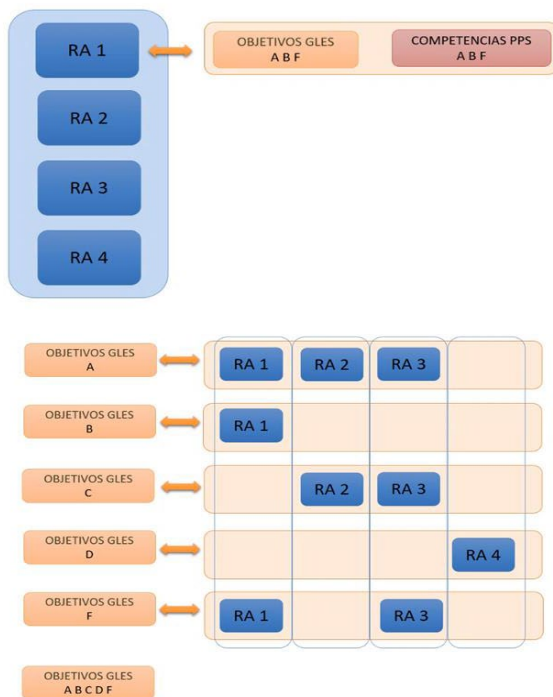 RA 1
OBJETIVOS GLES
A B F
COMPETENCIAS PPS
A B F
RA 2
RA 3
RA 4
OBJETIVOS GLES
A
RA 1 RA 2 RA 3
OBJETIVOS GLES
B
RA 1
OBJETIVOS GLES
C
RA 2 RA 3
OBJETIVOS GLES
D
RA 4
OBJETIVOS GLES
F
RA 1 RA 3
OBJETIVOS GLES
A B C D F